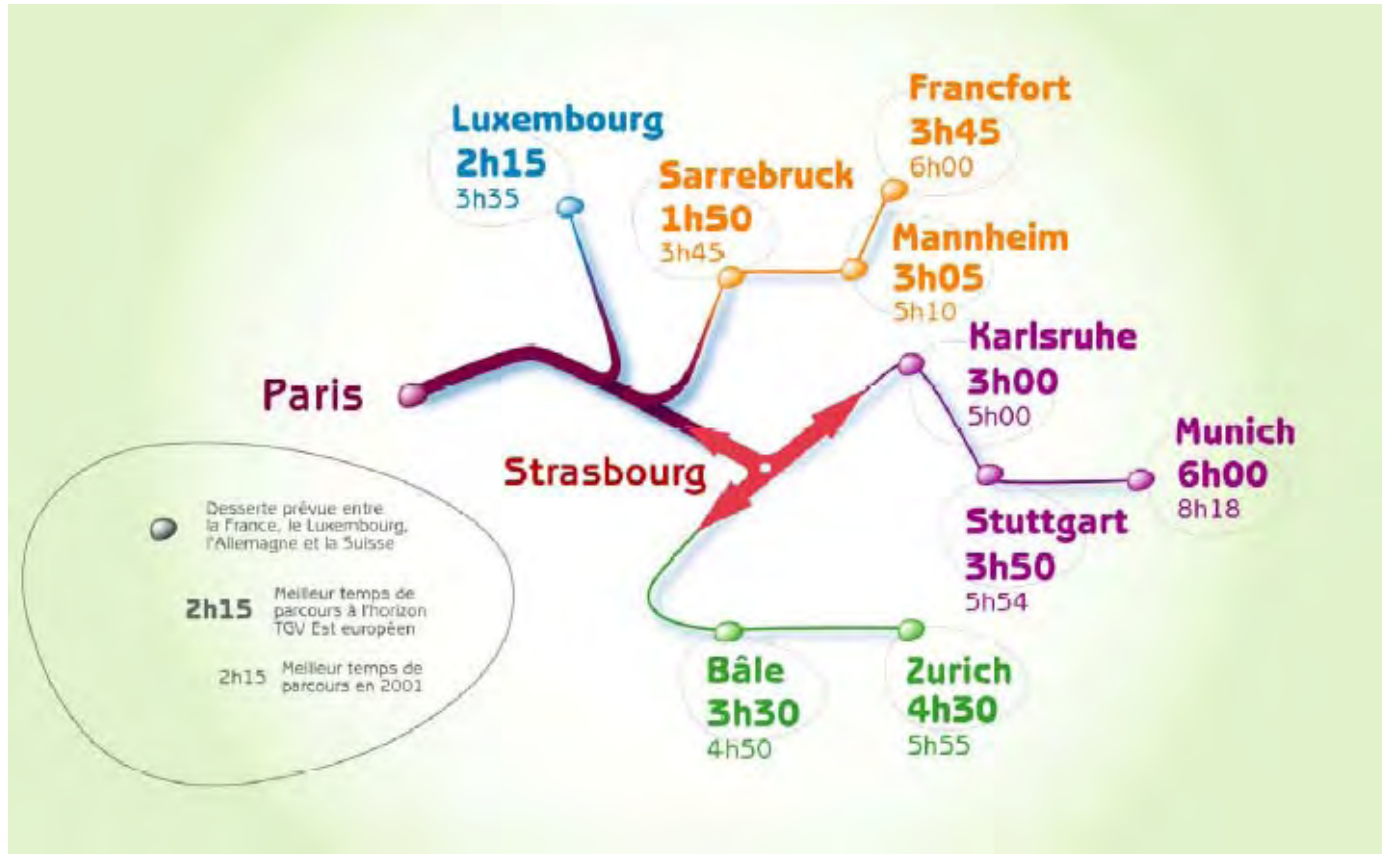 Francfort
3h45
6h00
Luxembourg
2h15
3h35
Sarrebruck
1h50
3h45
Mannheim
3h05
5h10
Karlsruhe
3h00
5h00
Paris
Munich
6h00
8h18
Strasbourg
Stuttgart
3h50
5h54
Desserte prévue entre
la France, le Luxembourg,
l'Allemagne et la Suisse
2h15
Meilleur temps de
parcours à l'horizon
TGV Est européen
2h15
Meilleur temps de
parcours en 2001
Bâle
3h30
4h50
Zurich
4h30
5h55